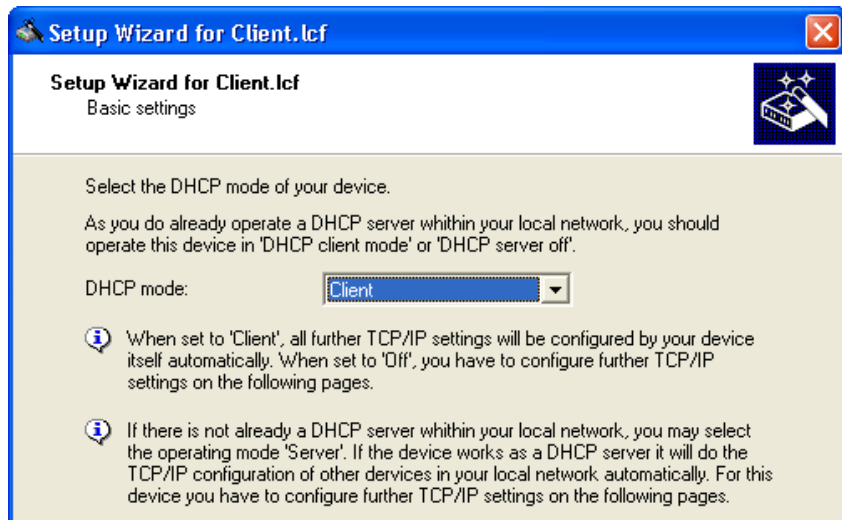 Setup Wizard for Client.lcf
Setup Wizard for Client.lcf
Basic settings
Select the DHCP mode of your device.
As you do already operate a DHCP server whithin your local network, you should
operate this device in 'DHCP client mode' or 'DHCP server off'.
DHCP mode:
Client
When set to 'Client', all further TCP/IP settings will be configured by your device
itself automatically. When set to 'Off', you have to configure further TCP/IP
settings on the following pages.
If there is not already a DHCP server whithin your local network, you may select
the operating mode 'Server'. If the device works as a DHCP server it will do the
TCP/IP configuration of other dervices in your local network automatically. For this
device you have to configure further TCP/IP settings on the following pages.